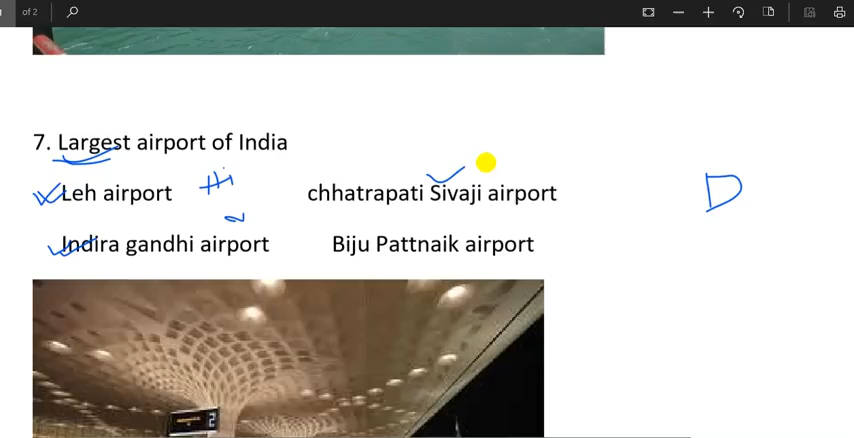 of 2
7. Largest airport of India
Leh airport Hi chhatrapati Sivaji airport D
Indira gandhi airport Biju Pattnaik airport
2